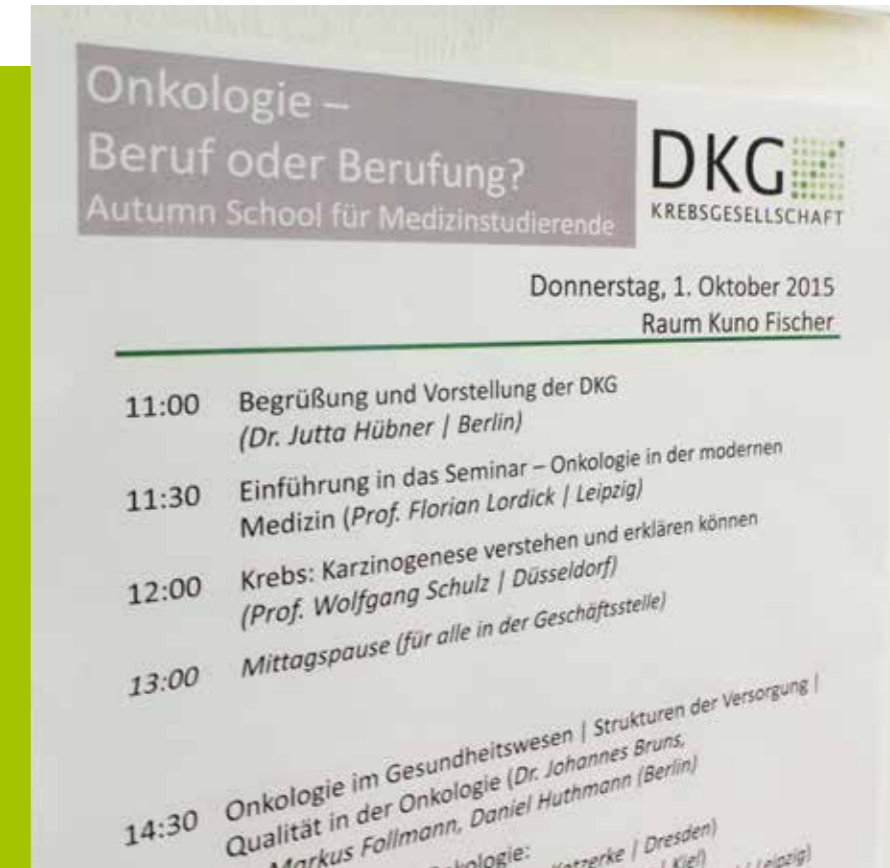 Onkologie –
Beruf oder Berufung?
Autumn School für Medizinstudierende
DKG
KREBSGESELLSCHAFT
Donnerstag, 1. Oktober 2015
Raum Kuno Fischer
11:00 Begrüßung und Vorstellung der DKG
(Dr. Jutta Hübner | Berlin)
11:30 Einführung in das Seminar – Onkologie in der modernen
Medizin (Prof. Florian Lordick | Leipzig)
12:00 Krebs: Karzinogenese verstehen und erklären können
(Prof. Wolfgang Schulz | Düsseldorf)
13:00 Mittagspause (für alle in der Geschäftsstelle)
14:30 Onkologie im Gesundheitswesen | Strukturen der Versorgung |
Qualität in der Onkologie (Dr. Johannes Bruns,
Markus Follmann, Daniel Huthmann (Berlin)
| Dresden)
| Kiel)
| Leipzig)